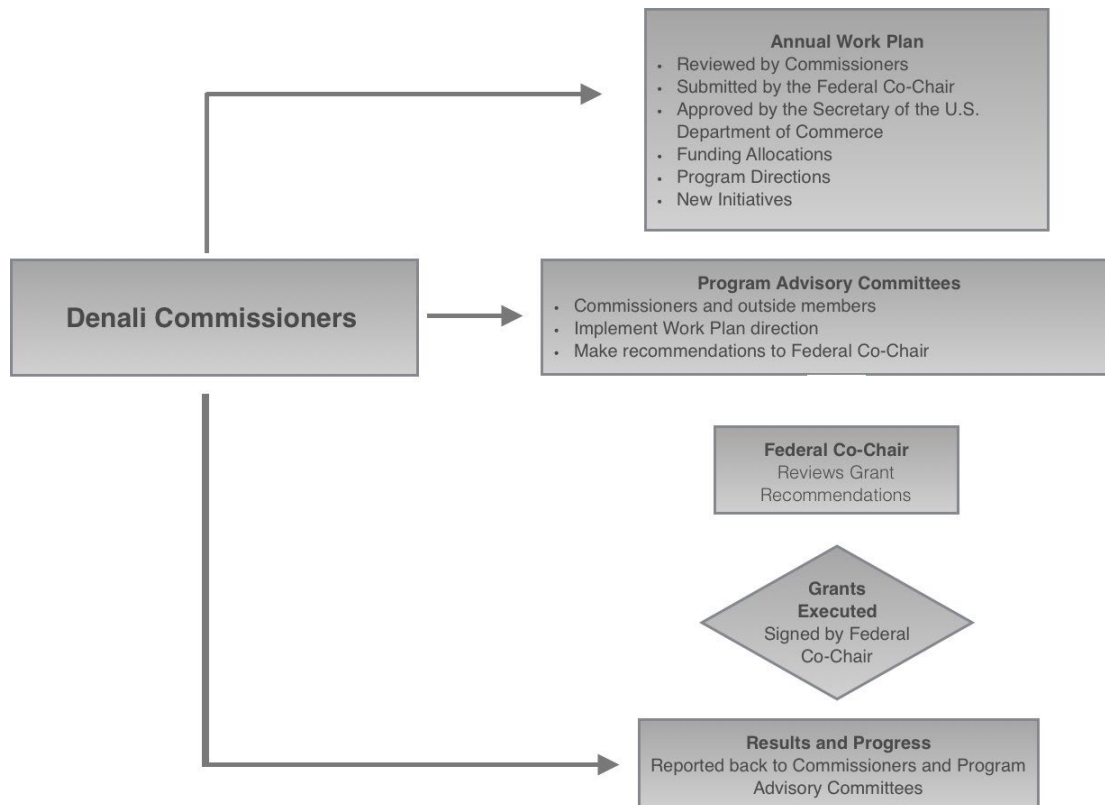 Annual Work Plan
• Reviewed by Commissioners
• Submitted by the Federal Co-Chair
• Approved by the Secretary of the U.S.
Department of Commerce
• Funding Allocations
• Program Directions
• New Initiatives
Denali Commissioners
Program Advisory Committees
• Commissioners and outside members
• Implement Work Plan direction
• Make recommendations to Federal Co-Chair
Federal Co-Chair
Reviews Grant
Recommendations
Grants
Executed
Signed by Federal
Co-Chair
Results and Progress
Reported back to Commissioners and Program
Advisory Committees